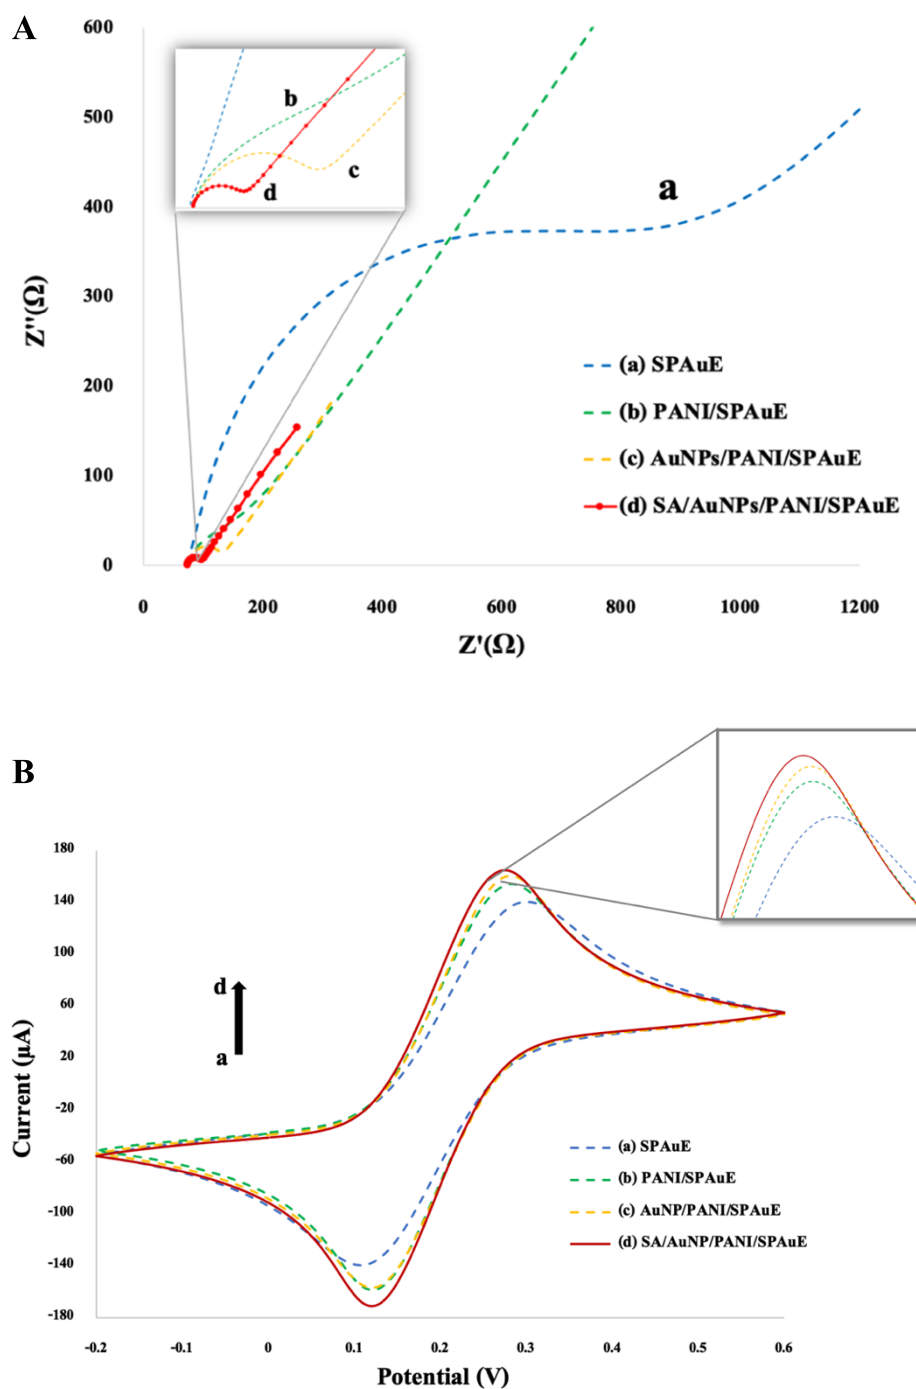 A
600
500
400
300
200
100
0
Z''(Ω)
b
c
d
a
(a) SPAuE
(b) PANI/SPAuE
(c) AuNPs/PANI/SPAuE
(d) SA/AuNPs/PANI/SPAuE
0 200 400 600 800 1000 1200
Z'(Ω)
B
180
140
100
60
20
-20
-60
-100
-140
-180
Current (µA)
d
a
(a) SPAuE
(b) PANI/SPAuE
(c) AuNP/PANI/SPAuE
(d) SA/AuNP/PANI/SPAuE
-0.2 -0.1 0 0.1 0.2 0.3 0.4 0.5 0.6
Potential (V)